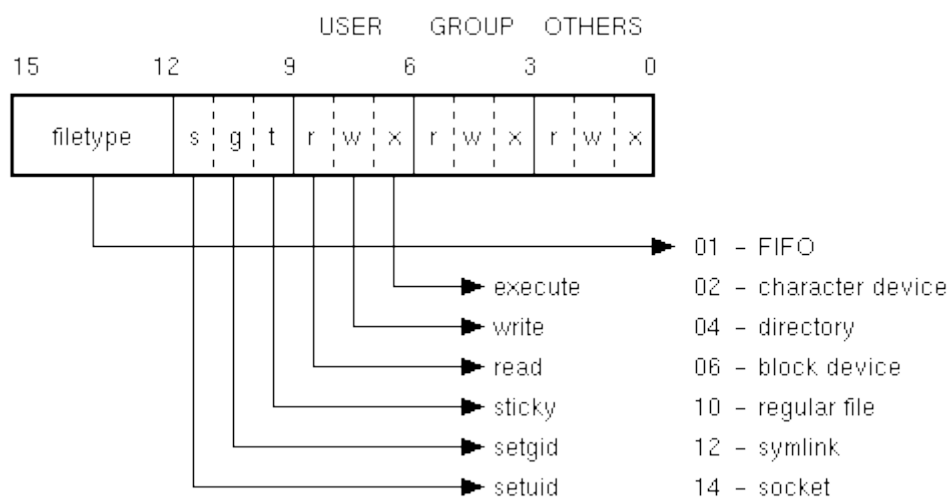 USER GROUP OTHERS
15 12 9 6 3 0
filetype s g t r w x r w x r w x
01 – FIFO
execute 02 – character device
write 04 – directory
read 06 – block device
sticky 10 – regular file
setgid 12 – symlink
setuid 14 – socket